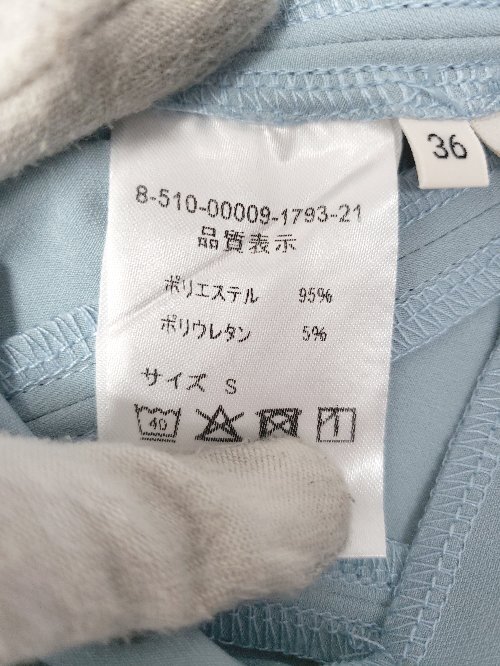 8-510-00009-1793-21
品質表示
ポリエステル 95%
ポリウレタン 5%
サイズ S
40
36